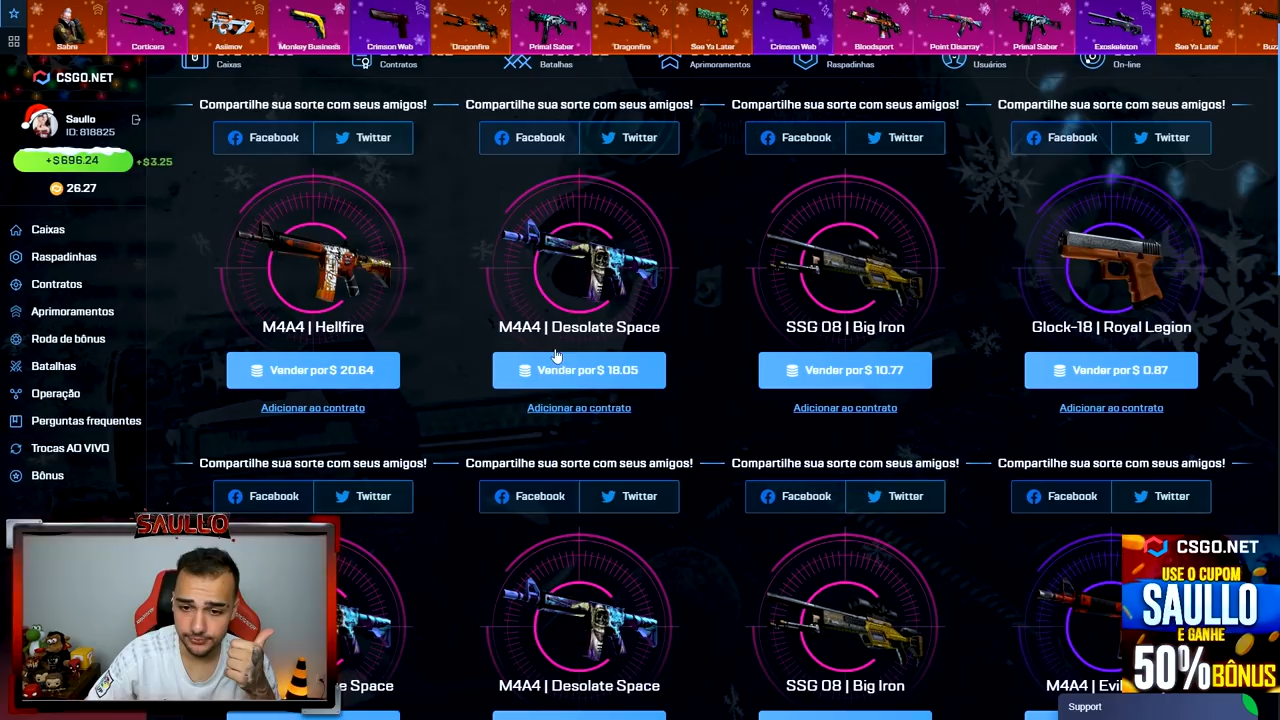 Sabre
Corticera
Asiimov
Monkey Business
Crimson Web
Dragonfire
Primal Saber
Dragonfire
See Ya Later
Crimson Web
Bloodsport
Point Disarray
Primal Saber
Exoskeleton
See Ya Later
CSGO.NET
Caixas
Contratos
Batalhas
Aprimoramentos
Raspadinhas
Usuários
On-line
Saullo
ID: 818825
+$696.24
+$3.25
26.27
Caixas
Raspadinhas
Contratos
Aprimoramentos
Roda de bônus
Batalhas
Operação
Perguntas frequentes
Trocas AO VIVO
Bônus
Compartilhe sua sorte com seus amigos!
Compartilhe sua sorte com seus amigos!
Compartilhe sua sorte com seus amigos!
Compartilhe sua sorte com seus amigos!
Facebook Twitter
Facebook Twitter
Facebook Twitter
Facebook Twitter
M4A4 | Hellfire
M4A4 | Desolate Space
SSG 08 | Big Iron
Glock-18 | Royal Legion
Vender por $ 20.64
Vender por $ 18.05
Vender por $ 10.77
Vender por $ 0.87
Adicionar ao contrato
Adicionar ao contrato
Adicionar ao contrato
Adicionar ao contrato
Compartilhe sua sorte com seus amigos!
Compartilhe sua sorte com seus amigos!
Compartilhe sua sorte com seus amigos!
Compartilhe sua sorte com seus amigos!
Facebook Twitter
Facebook Twitter
Facebook Twitter
Facebook Twitter
e Space
M4A4 | Desolate Space
SSG 08 | Big Iron
M4A4 | Evil
SAULLO
CSGO.NET
USE O CUPOM
SAULLO
E GANHE
50% BÔNUS
Support